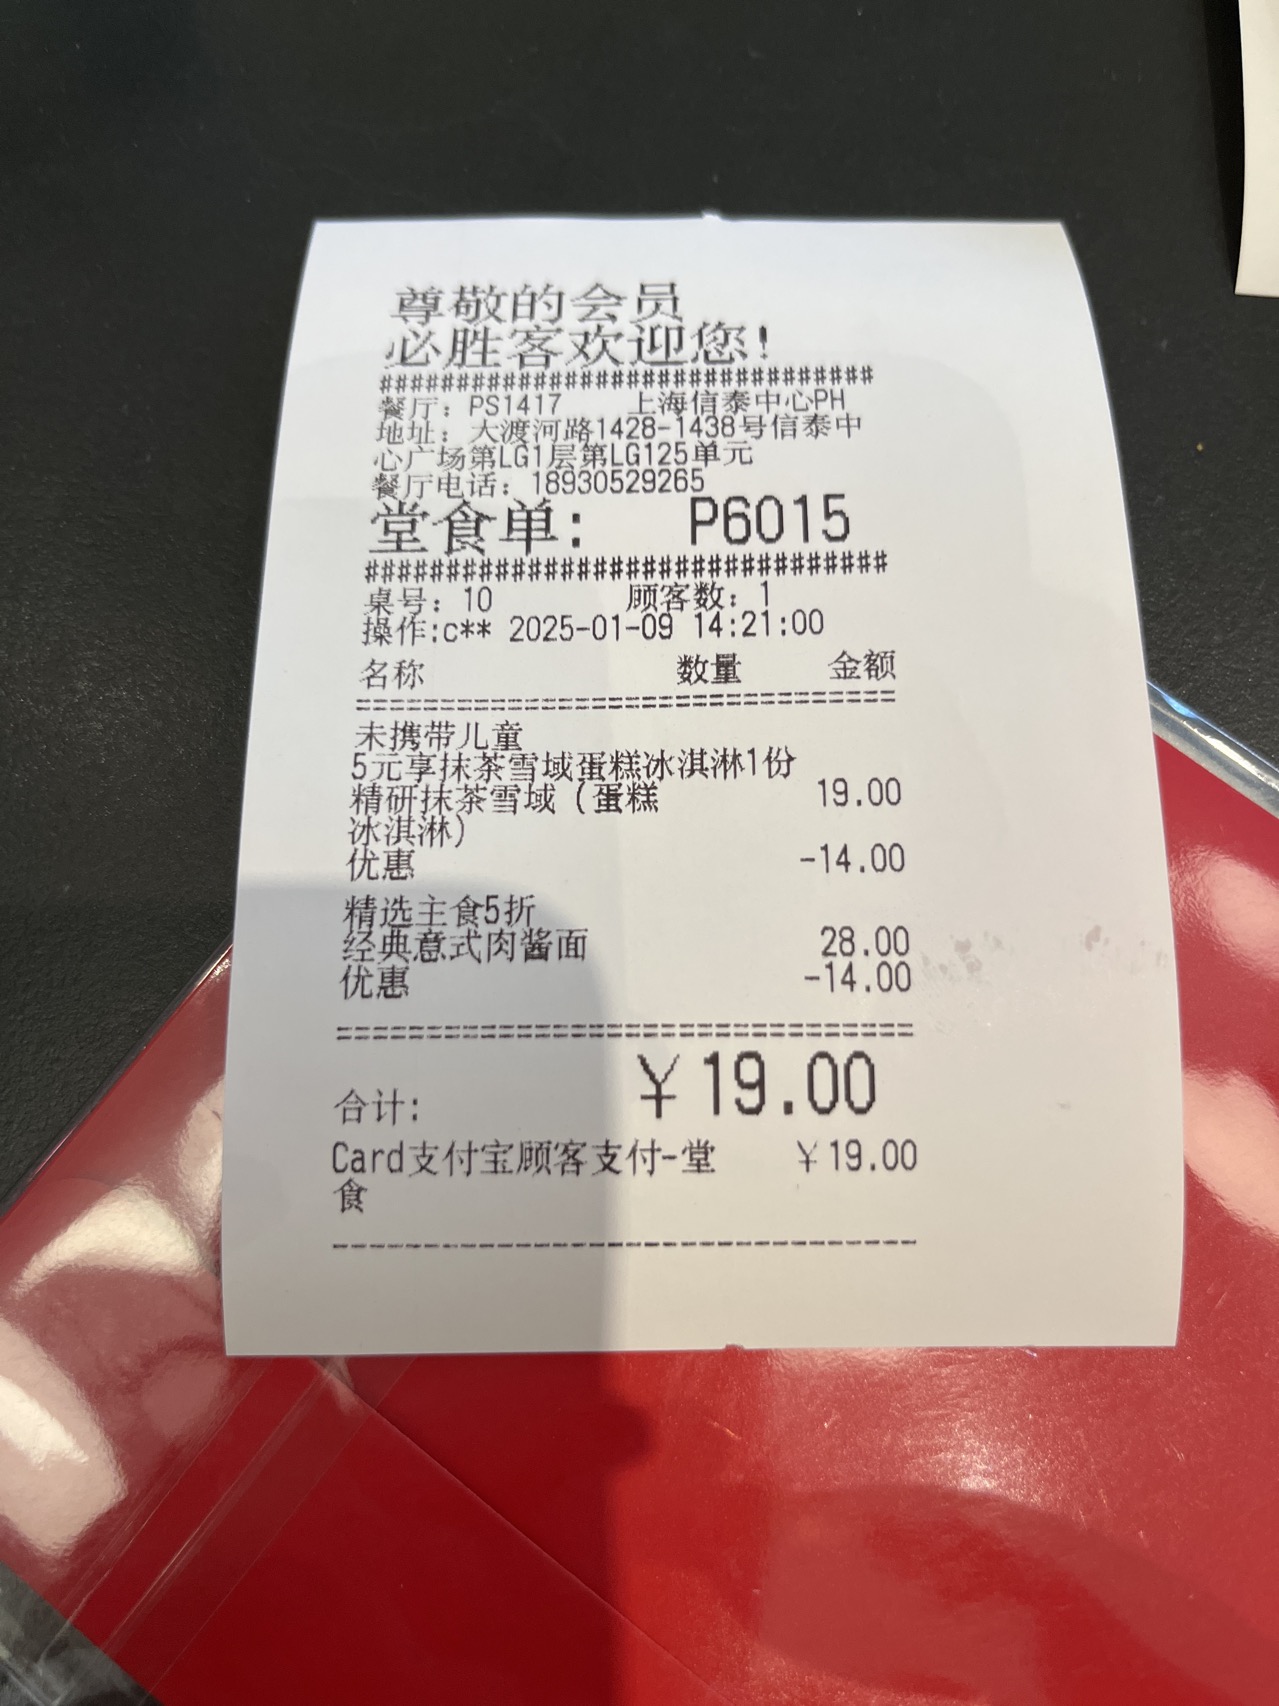 尊敬的会员
必胜客欢迎您!
################################
餐厅: PS1417 上海信泰中心PH
地址: 大渡河路1428-1438号信泰中
心广场第LG1层第LG125单元
餐厅电话: 18930529265
堂食单: P6015
################################
桌号: 10 顾客数: 1
操作:c** 2025-01-09 14:21:00
名称 数量 金额
================================
未携带儿童
5元享抹茶雪域蛋糕冰淇淋1份
精研抹茶雪域(蛋糕 19.00
冰淇淋)
优惠 -14.00
精选主食5折
经典意式肉酱面 28.00
优惠 -14.00
================================
合计: ￥19.00
Card支付宝顾客支付-堂 ￥19.00
食
--------------------------------